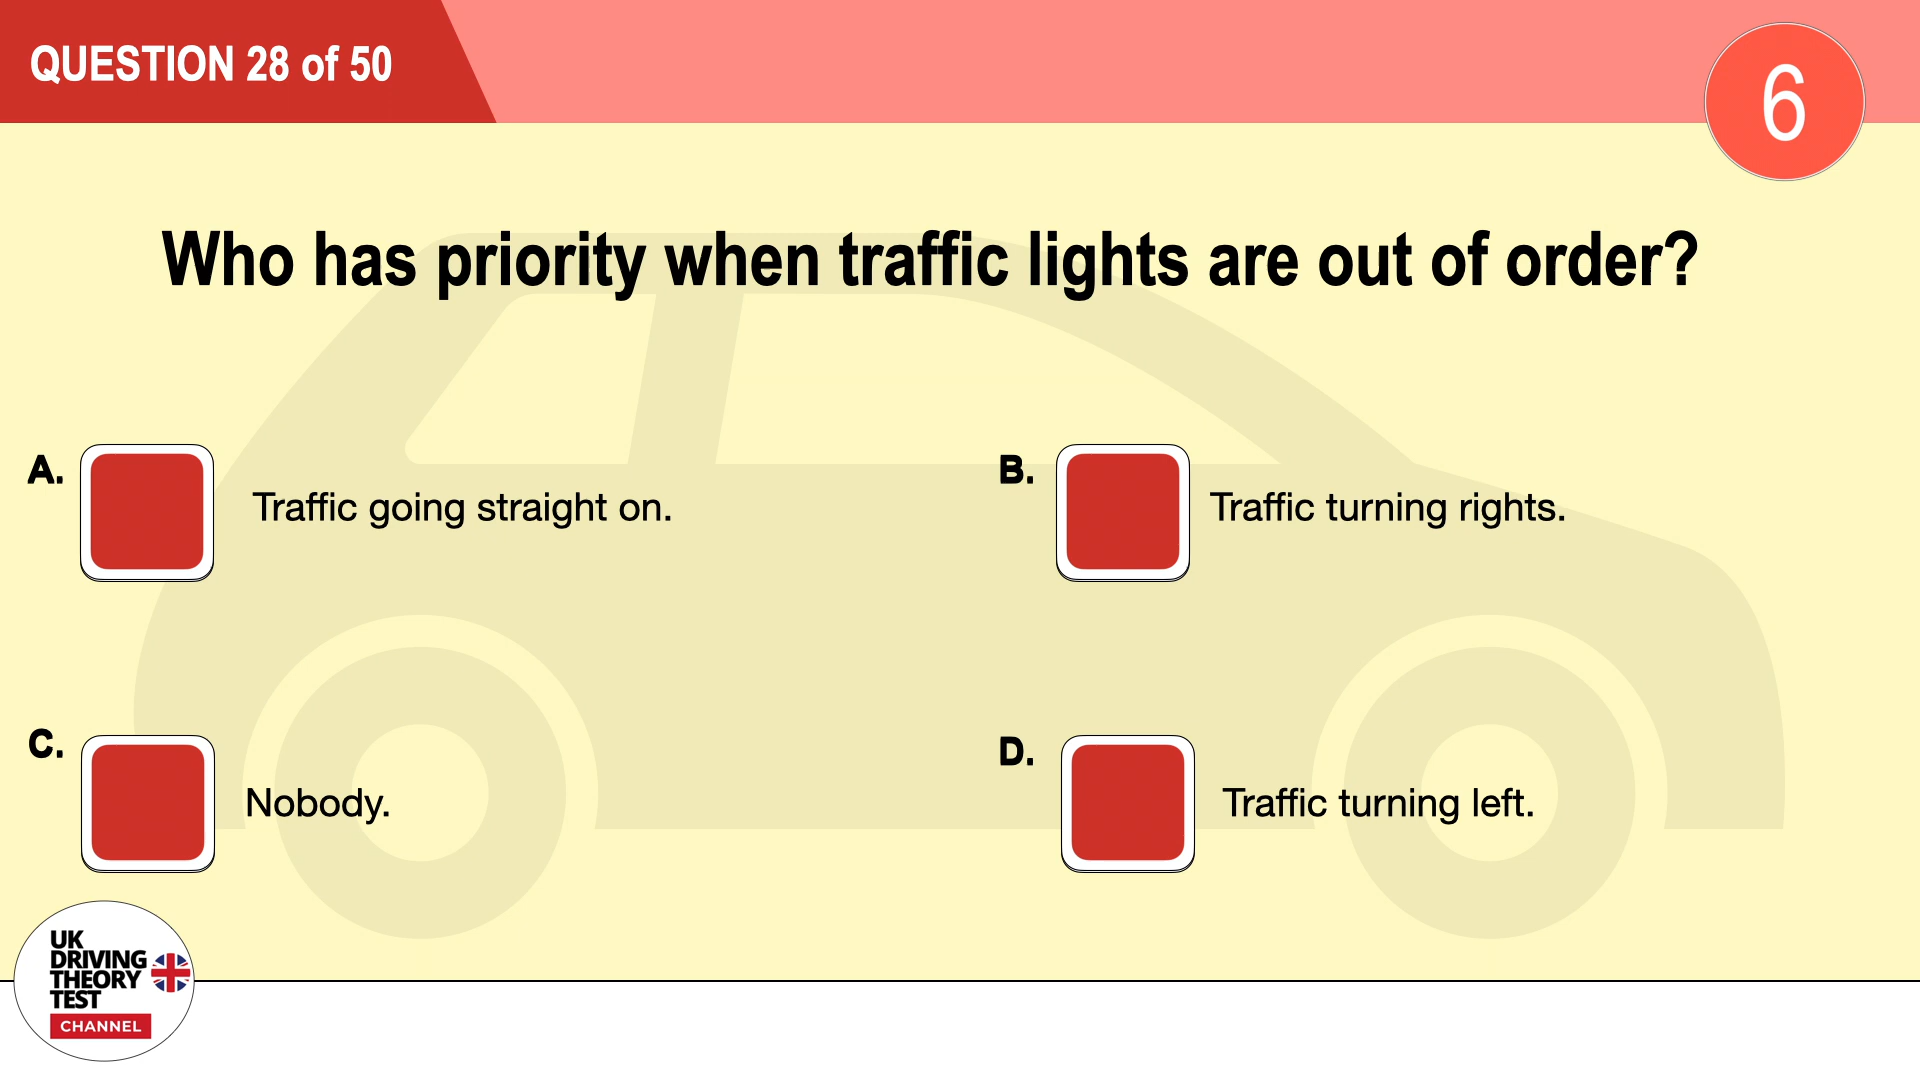 QUESTION 28 of 50
6
Who has priority when traffic lights are out of order?
A.
Traffic going straight on.
B.
Traffic turning rights.
C.
Nobody.
D.
Traffic turning left.
UK
DRIVING
THEORY
TEST
CHANNEL